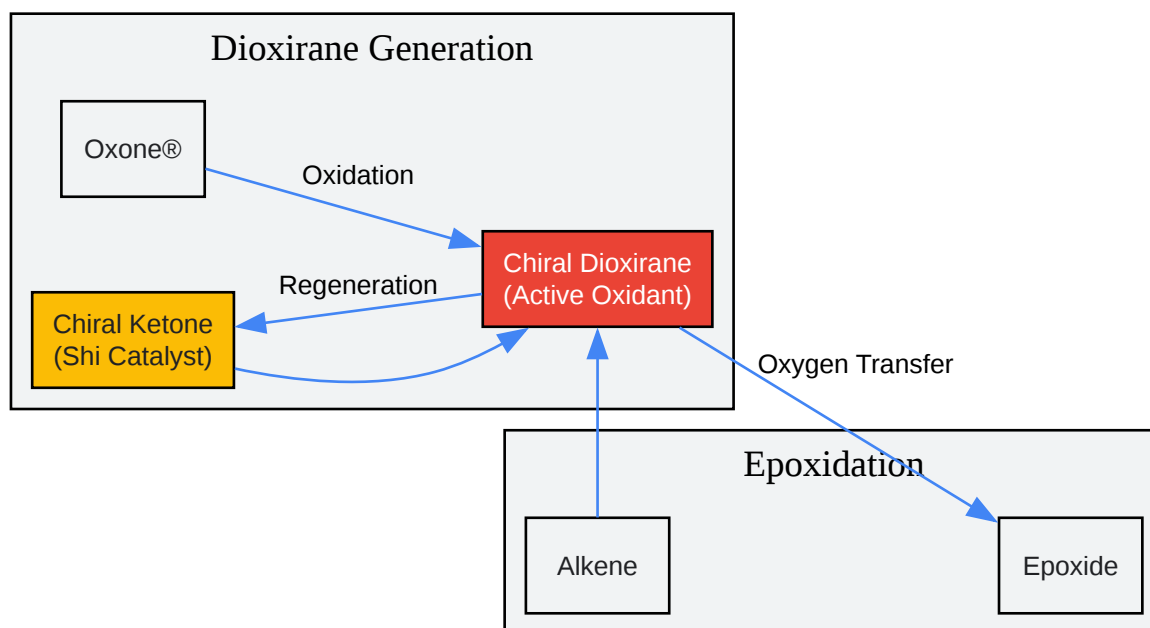 Dioxirane Generation
Oxone®
Oxidation
Chiral Dioxirane
(Active Oxidant)
Regeneration
Chiral Ketone
(Shi Catalyst)
Oxygen Transfer
Epoxidation
Alkene
Epoxide